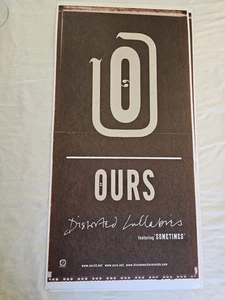 OURS
Distorted Lullabies
featuring "SOMETIMES"